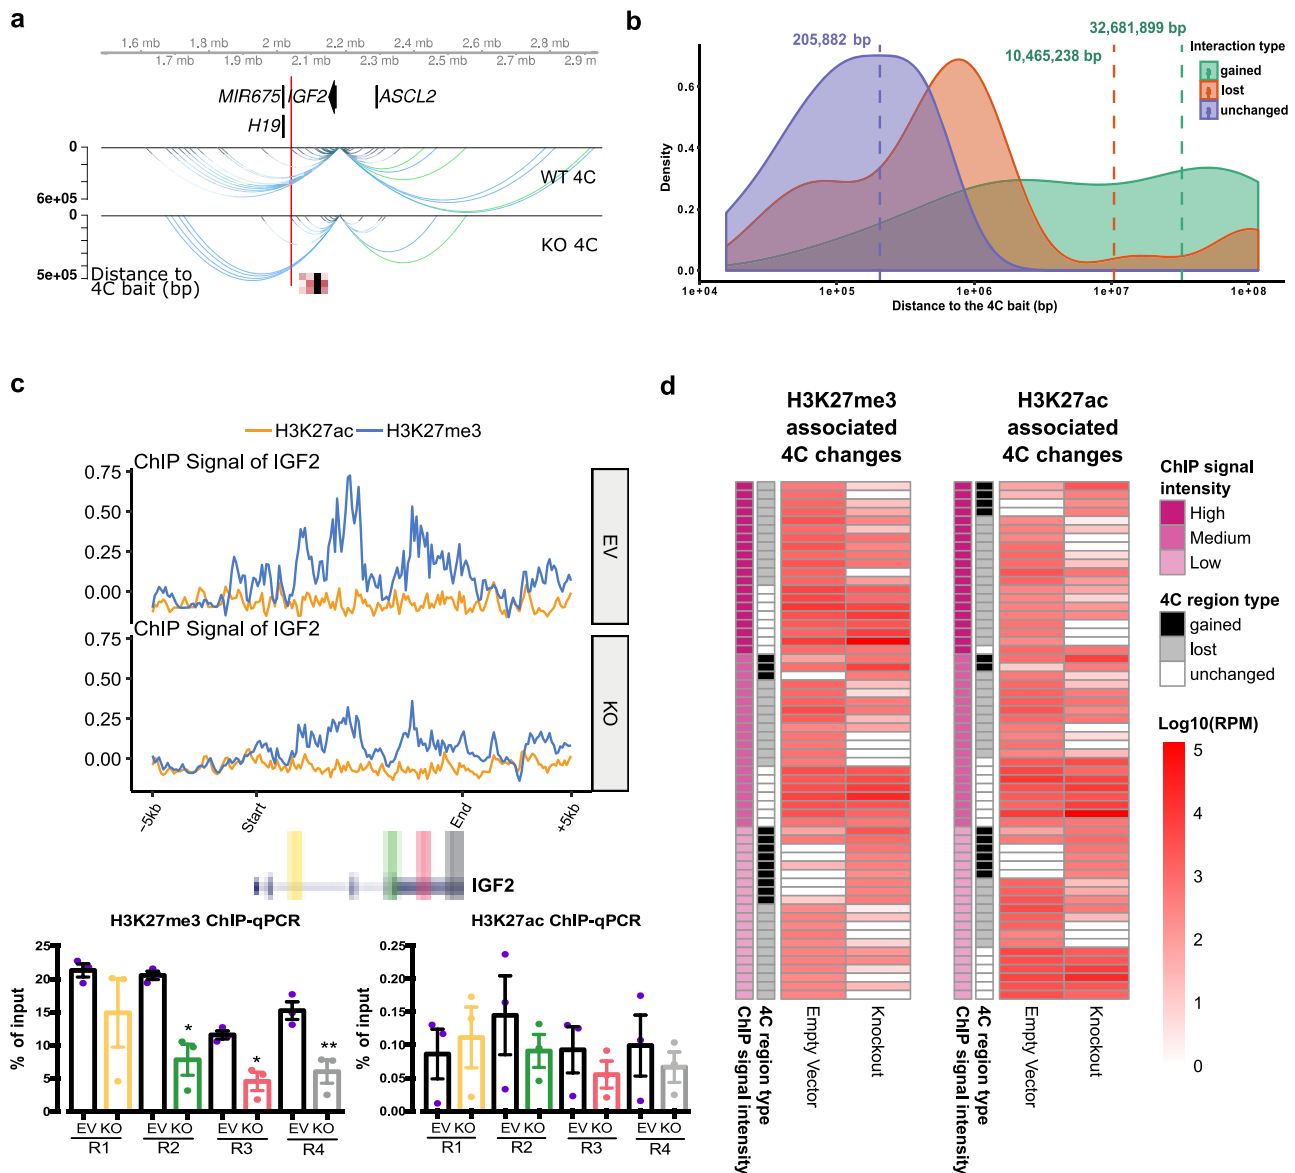 a
1.6 mb 1.8 mb 2 mb 2.2 mb 2.4 mb 2.6 mb 2.8 mb
1.7 mb 1.9 mb 2.1 mb 2.3 mb 2.5 mb 2.7 mb 2.9 m
MIR675 IGF2 ASCL2
H19
0
WT 4C
6e+05
0
KO 4C
5e+05
Distance to
4C bait (bp)
b
32,681,899 bp
205,882 bp
10,465,238 bp
Interaction type
gained
lost
unchanged
Density
0.6
0.4
0.2
0.0
1e+04 1e+05 1e+06 1e+07 1e+08
Distance to the 4C bait (bp)
c
H3K27ac H3K27me3
ChIP Signal of IGF2
0.75
0.50
0.25
0.00
EV
ChIP Signal of IGF2
0.75
0.50
0.25
0.00
KO
−5kb Start End +5kb
IGF2
H3K27me3 ChIP-qPCR
% of input
25
20
15
10
5
0
* * **
EV KO EV KO EV KO EV KO
R1 R2 R3 R4
H3K27ac ChIP-qPCR
% of input
0.25
0.20
0.15
0.10
0.05
0.00
EV KO EV KO EV KO EV KO
R1 R2 R3 R4
d
H3K27me3
associated
4C changes
H3K27ac
associated
4C changes
ChIP signal intensity
4C region type
Empty Vector
Knockout
ChIP signal intensity
4C region type
Empty Vector
Knockout
ChIP signal
intensity
High
Medium
Low
4C region type
gained
lost
unchanged
Log10(RPM)
5
4
3
2
1
0